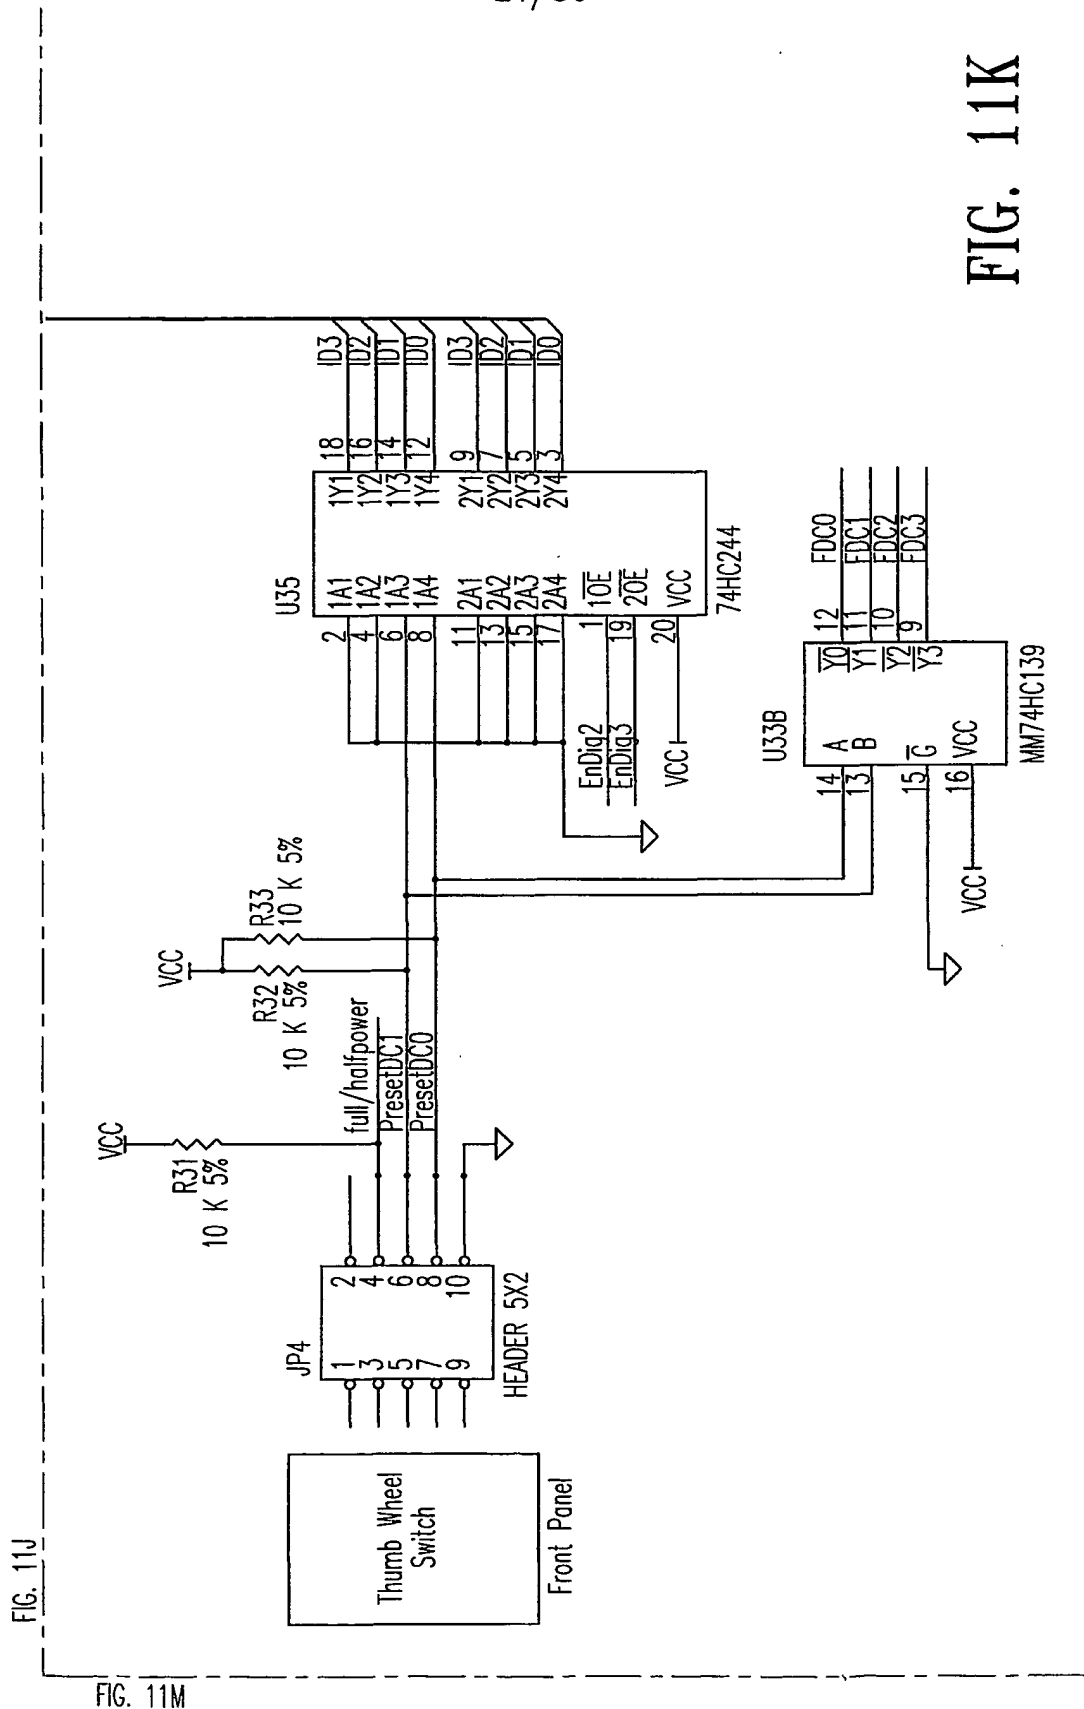 FIG. 11J
FIG. 11M
FIG. 11K
Thumb Wheel
Switch
Front Panel
JP4
1 2
3 4
5 6
7 8
9 10
HEADER 5X2
VCC
R31
10 K 5%
full/halfpower
PresetDC1
PresetDC0
VCC
R32
10 K 5%
R33
10 K 5%
U35
2 1A1 1Y1 18 ID3
4 1A2 1Y2 16 ID2
6 1A3 1Y3 14 ID1
8 1A4 1Y4 12 ID0
11 2A1 2Y1 9 ID3
13 2A2 2Y2 7 ID2
15 2A3 2Y3 5 ID1
17 2A4 2Y4 3 ID0
EnDig2 1 1OE
EnDig3 19 2OE
VCC 20 VCC
74HC244
U33B
14 A Y0 12 FDC0
13 B Y1 11 FDC1
Y2 10 FDC2
15 G Y3 9 FDC3
VCC 16 VCC
MM74HC139